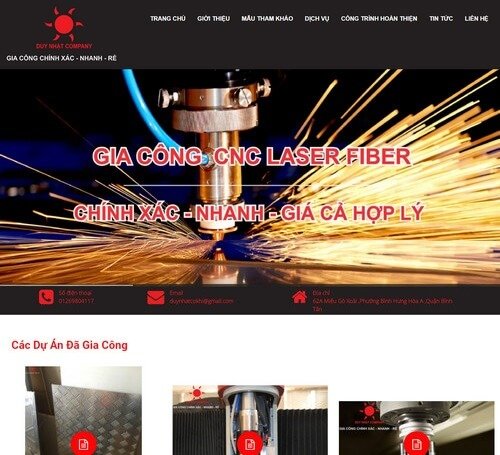 TRANG CHỦ GIỚI THIỆU MẪU THAM KHẢO DỊCH VỤ CÔNG TRÌNH HOÀN THIỆN TIN TỨC LIÊN HỆ
DUY NHẬT COMPANY
GIA CÔNG CHÍNH XÁC - NHANH - RẺ
GIA CÔNG CNC LASER FIBER
CHÍNH XÁC - NHANH - GIÁ CẢ HỢP LÝ
Số điện thoại
01269808117
Email
duynhatcokhi@gmail.com
Địa chỉ
62A Miếu Gò Xoài ,Phường Bình Hưng Hòa A ,Quận Bình
Tân
Các Dự Án Đã Gia Công
GIA CÔNG CHÍNH XÁC - NHANH - RẺ
DUY NHẬT COMPANY
GIA CÔNG CHÍNH XÁC - NHANH - RẺ